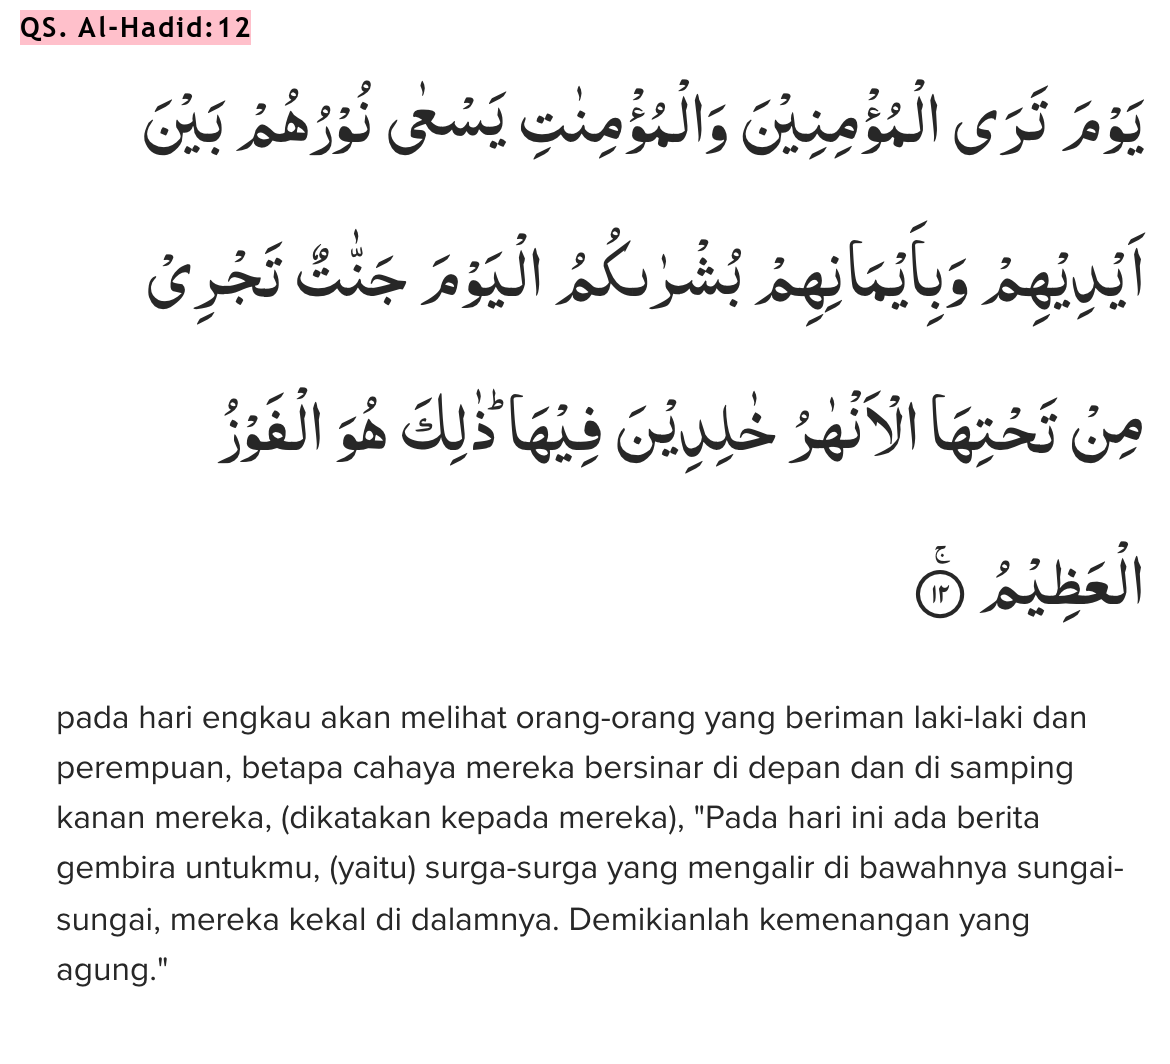 QS. Al-Hadid:12
يَوْمَ تَرَى الْمُؤْمِنِيْنَ وَالْمُؤْمِنٰتِ يَسْعٰى نُوْرُهُمْ بَيْنَ
اَيْدِيْهِمْ وَبِاَيْمَانِهِمْ بُشْرٰىكُمُ الْيَوْمَ جَنّٰتٌ تَجْرِيْ
مِنْ تَحْتِهَا الْاَنْهٰرُ خٰلِدِيْنَ فِيْهَاۗ ذٰلِكَ هُوَ الْفَوْزُ
الْعَظِيْمُۚ ١٢
pada hari engkau akan melihat orang-orang yang beriman laki-laki dan
perempuan, betapa cahaya mereka bersinar di depan dan di samping
kanan mereka, (dikatakan kepada mereka), "Pada hari ini ada berita
gembira untukmu, (yaitu) surga-surga yang mengalir di bawahnya sungai-
sungai, mereka kekal di dalamnya. Demikianlah kemenangan yang
agung."